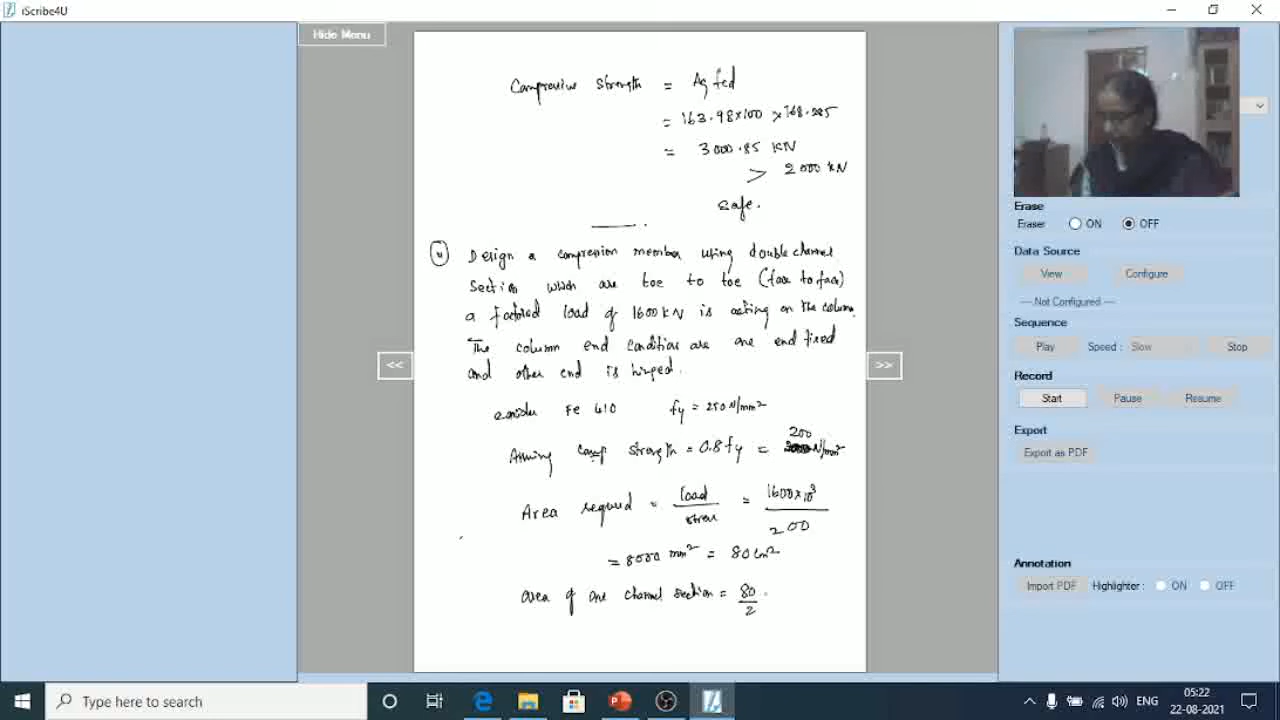 iScribe4U
Hide Menu
Compressive Strength = Ag fcd
= 163.98×100 × 168.285
= 3000.85 KN
> 2000 KN
Safe.
Design a compression member using double channel
Section which are toe to toe (face to face)
a factored load of 1600 KN is acting on the column.
The column end conditions are one end fixed
and other end is hinged.
Consider Fe 410 fy = 250 N/mm²
Assuming comp strength = 0.8fy = 200 N/mm²
Area required = load / stress = 1600×10³ / 200
= 8000 mm² = 80 cm²
Area of one channel section = 80 / 2
<<
>>
Erase
Eraser ON OFF
Data Source
View Configure
---- Not Configured ----
Sequence
Play Speed : Slow Stop
Record
Start Pause Resume
Export
Export as PDF
Annotation
Import PDF Highlighter : ON OFF
Type here to search
ENG
05:22
22-08-2021